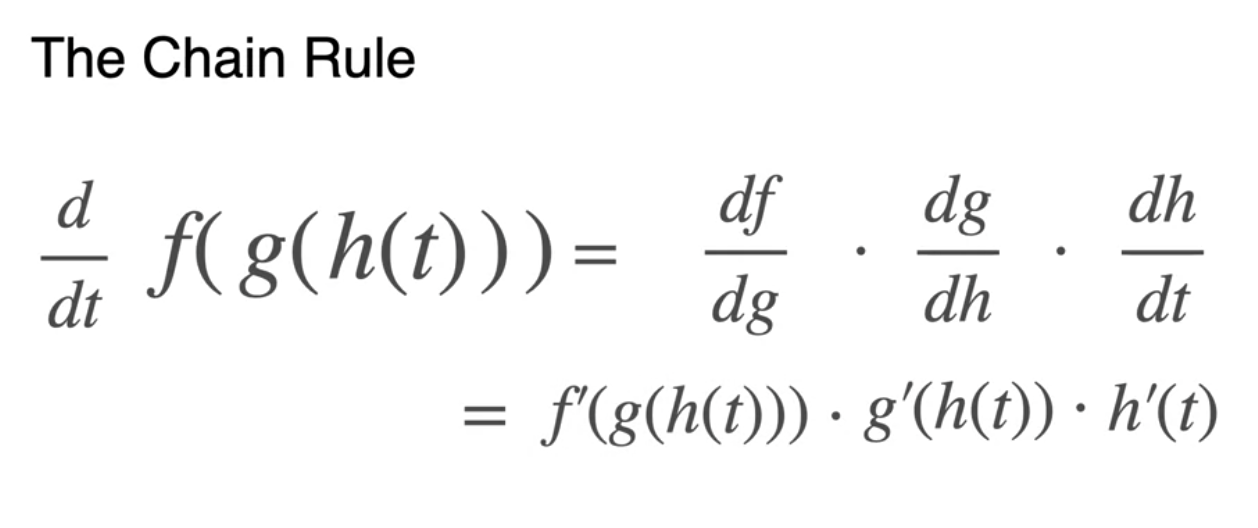 The Chain Rule
d/dt f(g(h(t))) = df/dg · dg/dh · dh/dt
= f′(g(h(t))) · g′(h(t)) · h′(t)